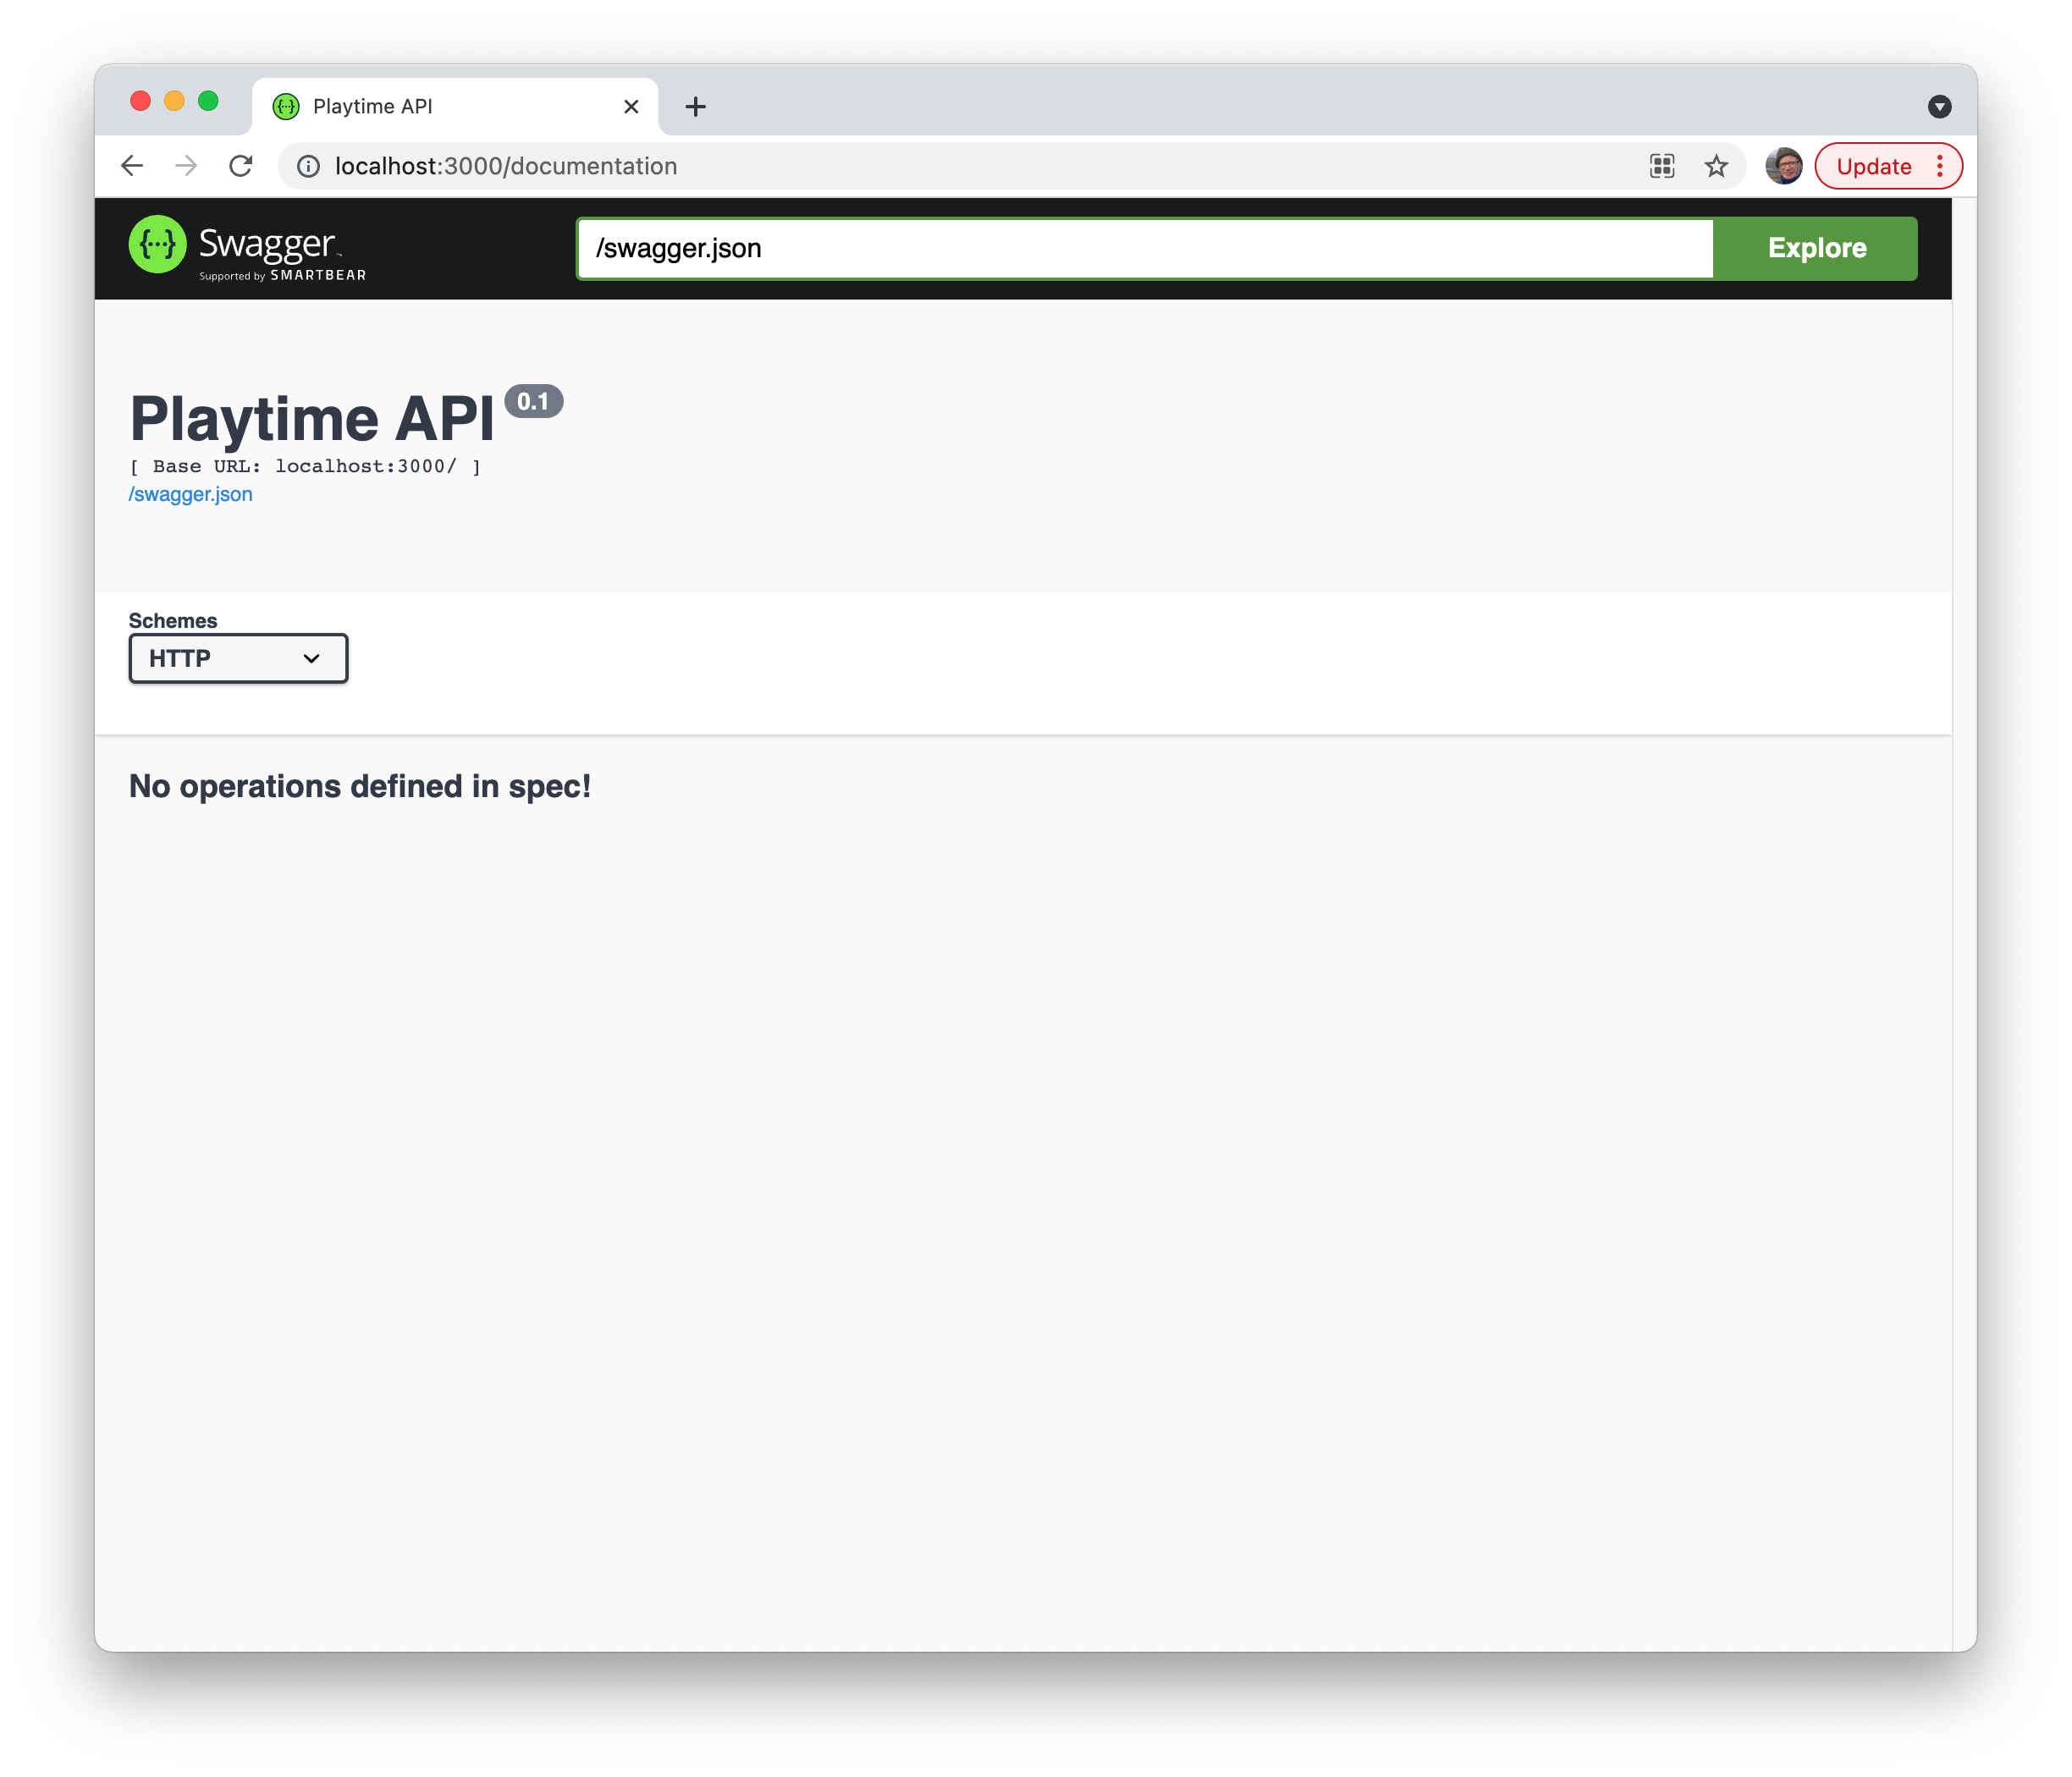 Playtime API
localhost:3000/documentation
Update
Swagger™
Supported by SMARTBEAR
/swagger.json
Explore
Playtime API 0.1
[ Base URL: localhost:3000/ ]
/swagger.json
Schemes
HTTP
No operations defined in spec!